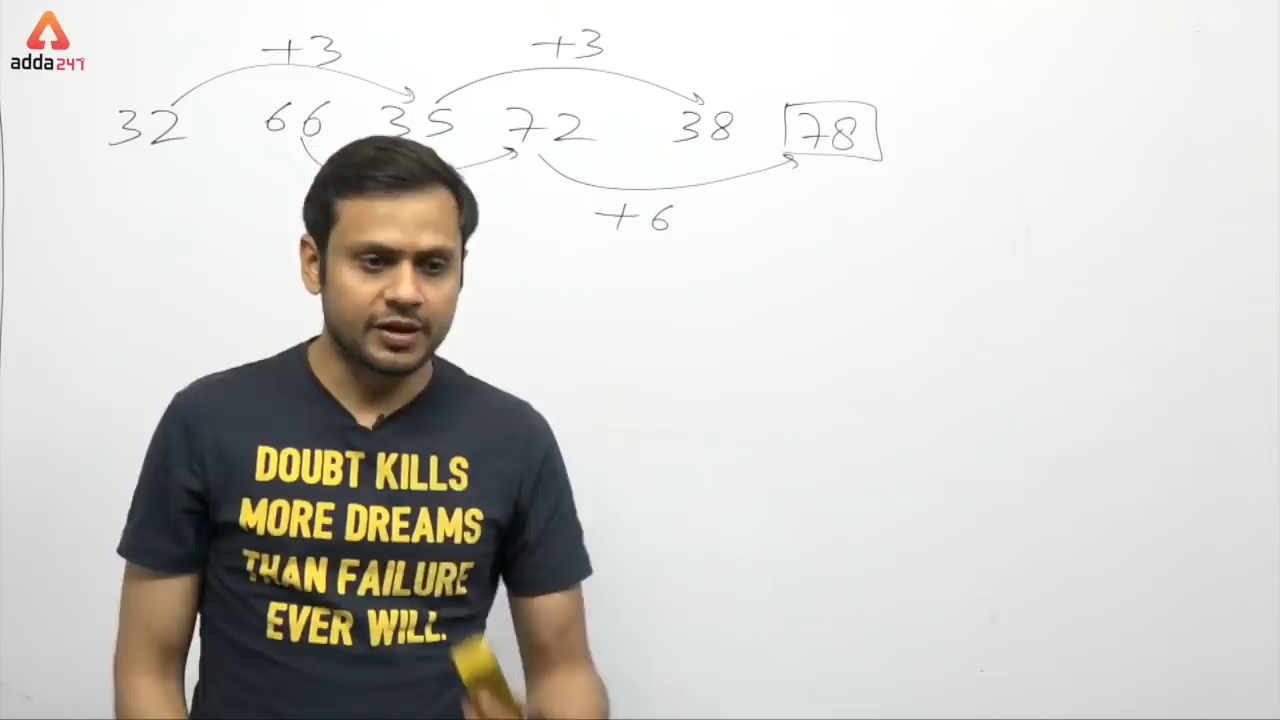 adda247
+3 +3
32 66 35 72 38 78
+6
DOUBT KILLS
MORE DREAMS
THAN FAILURE
EVER WILL.